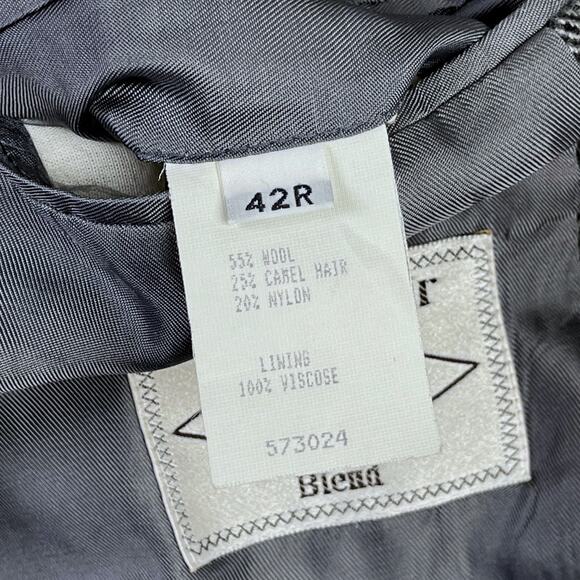 42R
55% WOOL
25% CAMEL HAIR
20% NYLON
LINING
100% VISCOSE
573024
r
Blend